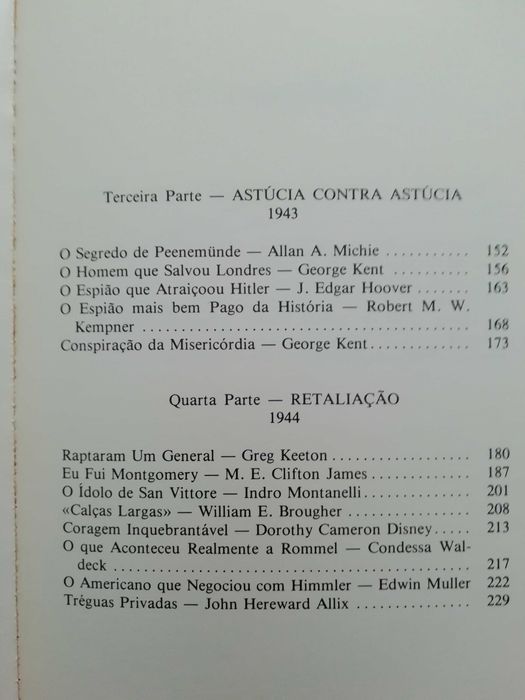 Terceira Parte — ASTÚCIA CONTRA ASTÚCIA
1943
O Segredo de Peenemünde — Allan A. Michie ........... 152
O Homem que Salvou Londres — George Kent .......... 156
O Espião que Atraiçoou Hitler — J. Edgar Hoover ....... 163
O Espião mais bem Pago da História — Robert M. W.
Kempner ............................................. 168
Conspiração da Misericórdia — George Kent............. 173
Quarta Parte — RETALIAÇÃO
1944
Raptaram Um General — Greg Keeton .................. 180
Eu Fui Montgomery — M. E. Clifton James ............. 187
O Ídolo de San Vittore — Indro Montanelli.............. 201
«Calças Largas» — William E. Brougher ................ 208
Coragem Inquebrantável — Dorothy Cameron Disney..... 213
O que Aconteceu Realmente a Rommel — Condessa Wal-
deck ................................................. 217
O Americano que Negociou com Himmler — Edwin Muller 222
Tréguas Privadas — John Hereward Allix ............... 229